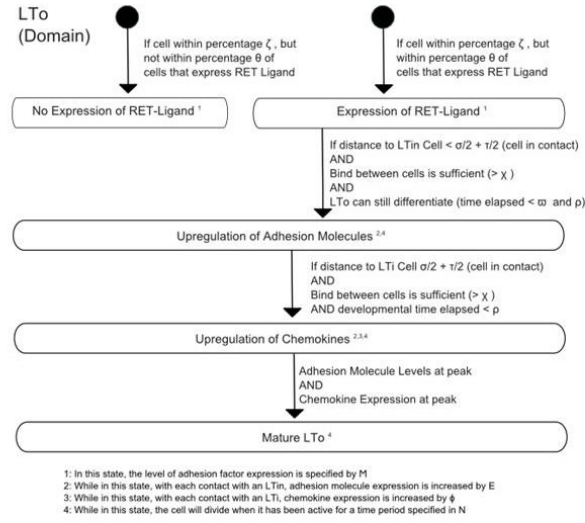 LTo
(Domain)
If cell within percentage ζ , but
not within percentage θ of
cells that express RET Ligand
If cell within percentage ζ , but
within percentage θ of
cells that express RET Ligand
No Expression of RET-Ligand ¹
Expression of RET-Ligand ¹
If distance to LTin Cell < σ/2 + τ/2 (cell in contact)
AND
Bind between cells is sufficient (> χ )
AND
LTo can still differentiate (time elapsed < ϖ and ρ)
Upregulation of Adhesion Molecules ²,⁴
If distance to LTi Cell σ/2 + τ/2 (cell in contact)
AND
Bind between cells is sufficient (> χ )
AND developmental time elapsed < ρ
Upregulation of Chemokines ²,³,⁴
Adhesion Molecule Levels at peak
AND
Chemokine Expression at peak
Mature LTo ⁴
1: In this state, the level of adhesion factor expression is specified by M
2: While in this state, with each contact with an LTin, adhesion molecule expression is increased by E
3: While in this state, with each contact with an LTi, chemokine expression is increased by ϕ
4: While in this state, the cell will divide when it has been active for a time period specified in N